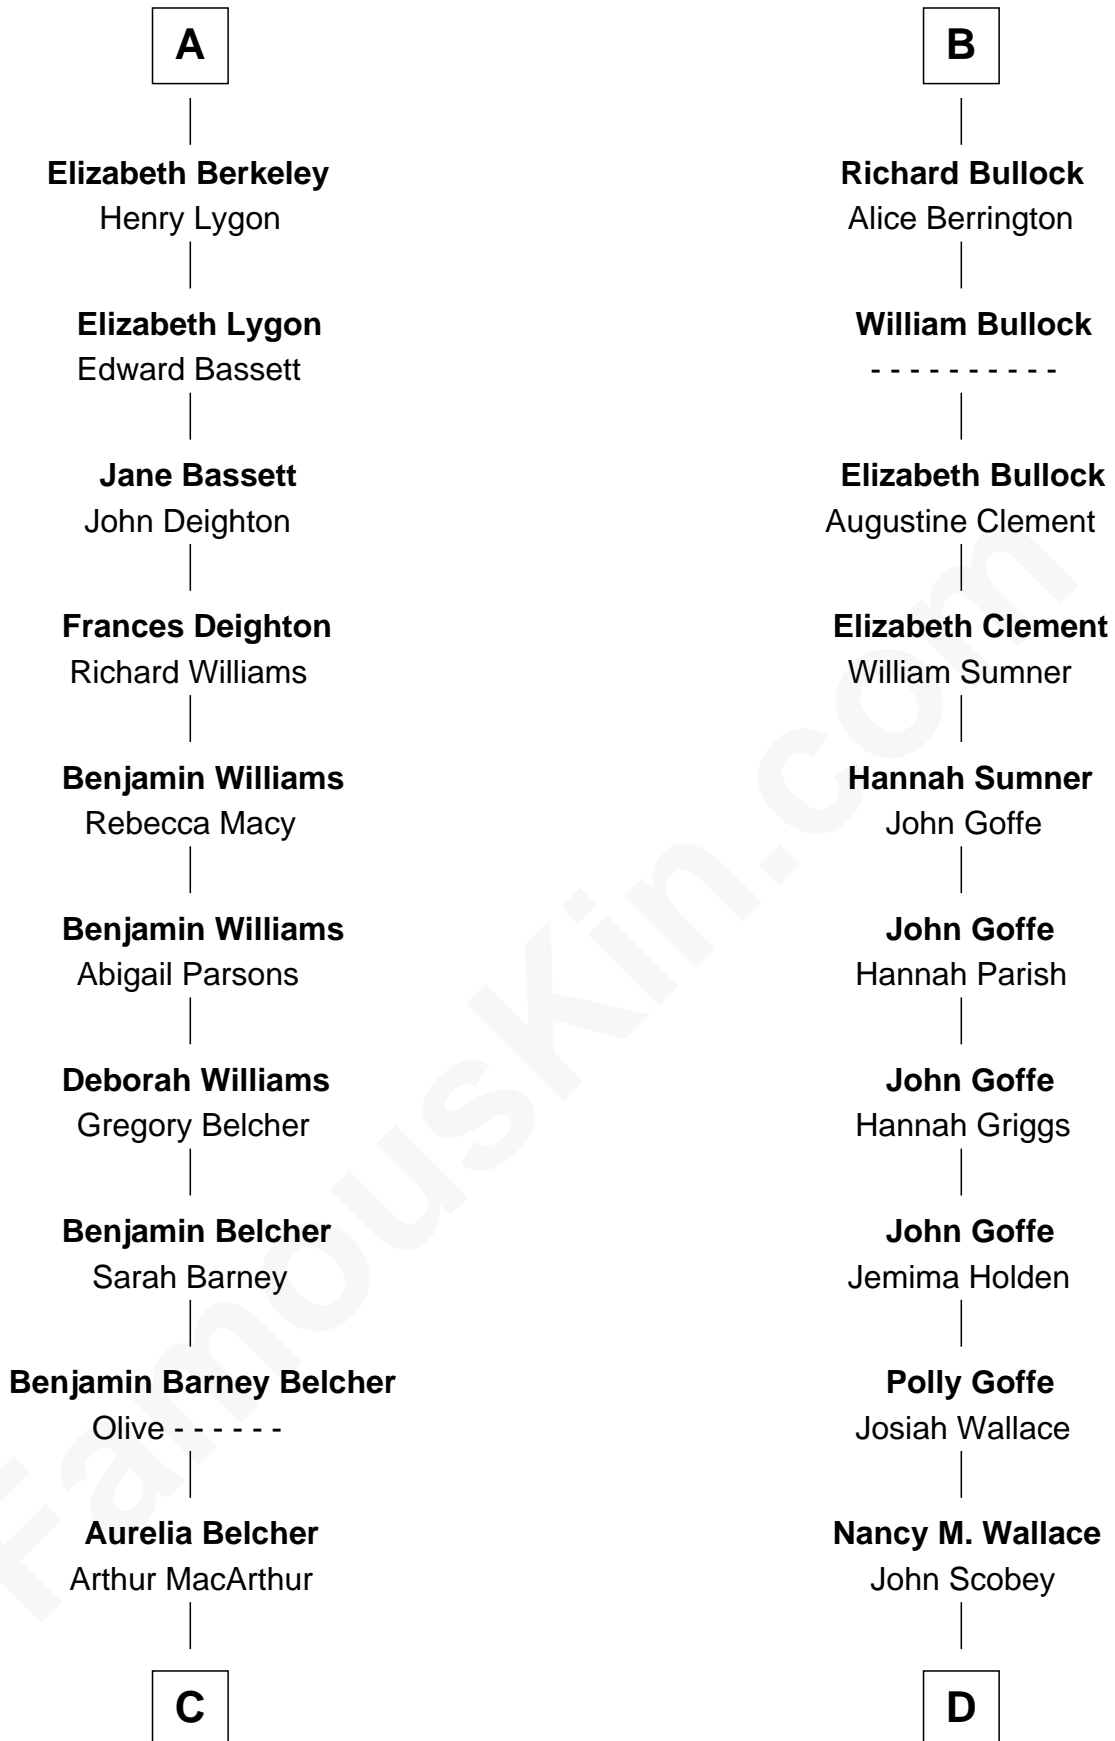 A
Elizabeth Berkeley
Henry Lygon
Elizabeth Lygon
Edward Bassett
Jane Bassett
John Deighton
Frances Deighton
Richard Williams
Benjamin Williams
Rebecca Macy
Benjamin Williams
Abigail Parsons
Deborah Williams
Gregory Belcher
Benjamin Belcher
Sarah Barney
Benjamin Barney Belcher
Olive - - - - - -
Aurelia Belcher
Arthur MacArthur
C
B
Richard Bullock
Alice Berrington
William Bullock
- - - - - - - - - -
Elizabeth Bullock
Augustine Clement
Elizabeth Clement
William Sumner
Hannah Sumner
John Goffe
John Goffe
Hannah Parish
John Goffe
Hannah Griggs
John Goffe
Jemima Holden
Polly Goffe
Josiah Wallace
Nancy M. Wallace
John Scobey
D
FamousKin.com